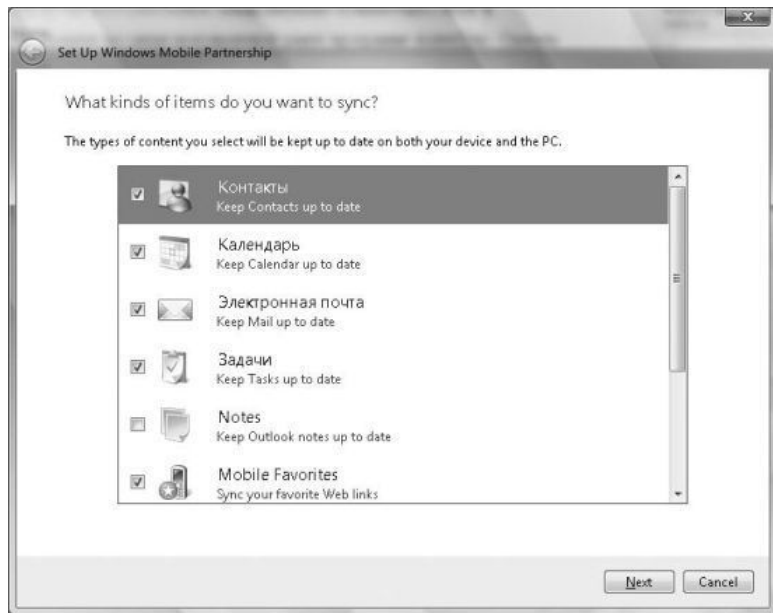 Set Up Windows Mobile Partnership
What kinds of items do you want to sync?
The types of content you select will be kept up to date on both your device and the PC.
Контакты
Keep Contacts up to date
Календарь
Keep Calendar up to date
Электронная почта
Keep Mail up to date
Задачи
Keep Tasks up to date
Notes
Keep Outlook notes up to date
Mobile Favorites
Sync your favorite Web links
Next
Cancel